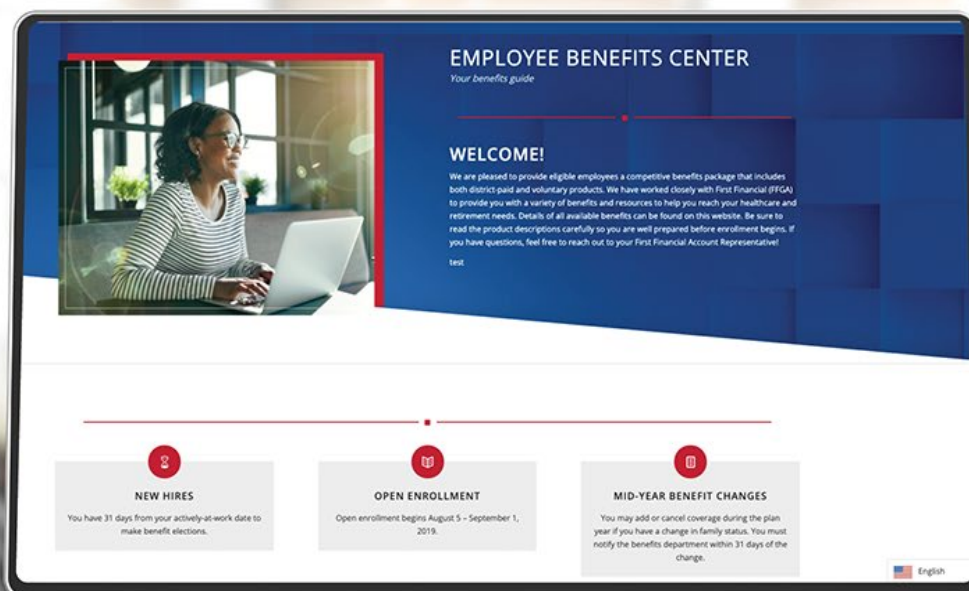 EMPLOYEE BENEFITS CENTER
Your benefits guide
WELCOME!
We are pleased to provide eligible employees a competitive benefits package that includes
both district-paid and voluntary products. We have worked closely with First Financial (FFGA)
to provide you with a variety of benefits and resources to help you reach your healthcare and
retirement needs. Details of all available benefits can be found on this website. Be sure to
read the product descriptions carefully so you are well prepared before enrollment begins. If
you have questions, feel free to reach out to your First Financial Account Representative!
test
NEW HIRES
You have 31 days from your actively-at-work date to
make benefit elections.
OPEN ENROLLMENT
Open enrollment begins August 5 – September 1,
2019.
MID-YEAR BENEFIT CHANGES
You may add or cancel coverage during the plan
year if you have a change in family status. You must
notify the benefits department within 31 days of the
change.
English